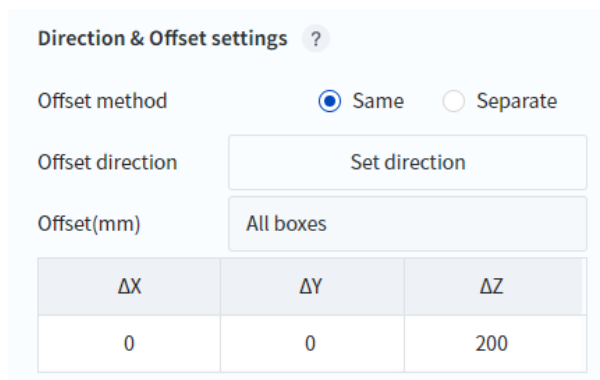 Direction & Offset settings ?
Offset method Same Separate
Offset direction Set direction
Offset(mm) All boxes
ΔX ΔY ΔZ
0 0 200